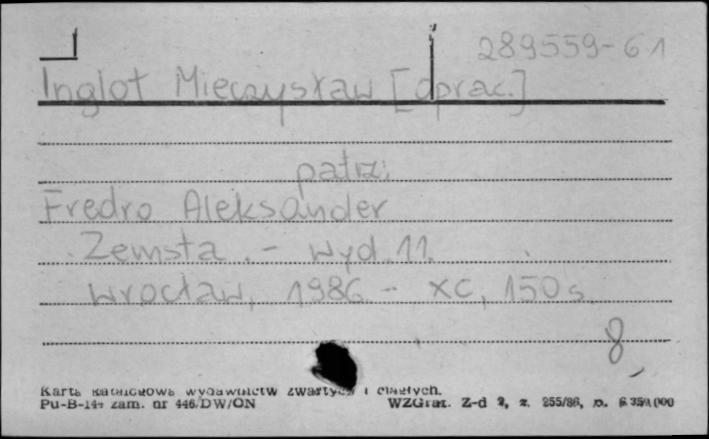 289559-61
Inglot Mieczysław [oprac.]
patrz:
Fredro Aleksander
Zemsta. - Wyd. 11.
Wrocław, 1986. - XC, 150 s.
8
Karta katalogowa wydawnictw zwartych i ciągłych.
Pu-B-144 zam. nr 446/DW/ON WZGraf. Z-d 2, z. 255/86, n.